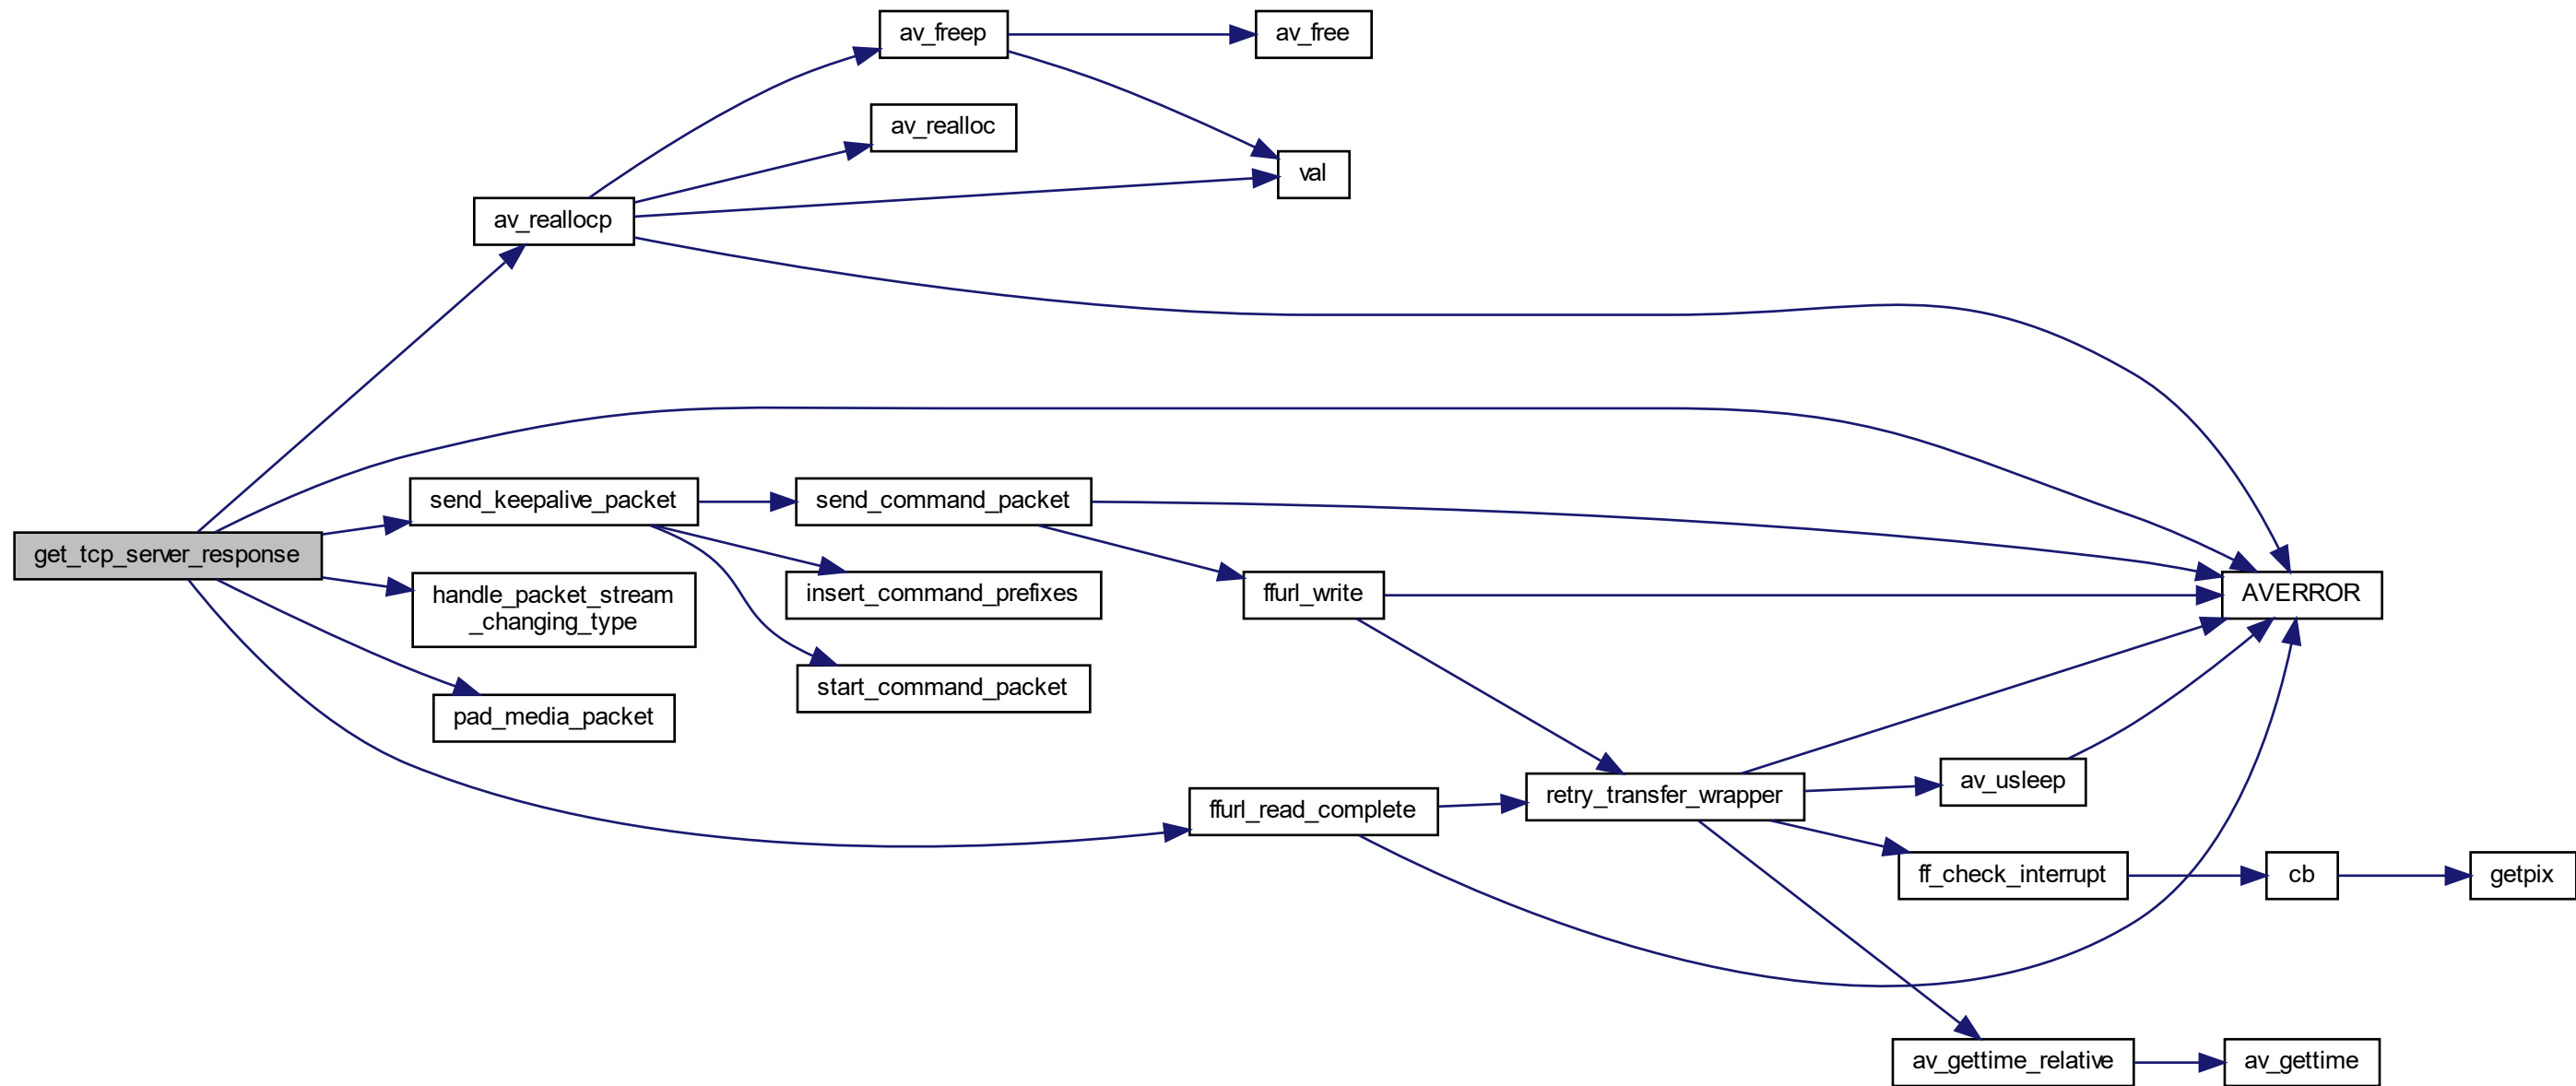 av_freep
av_free
av_realloc
val
av_reallocp
send_keepalive_packet
send_command_packet
get_tcp_server_response
handle_packet_stream
_changing_type
insert_command_prefixes
ffurl_write
AVERROR
start_command_packet
pad_media_packet
ffurl_read_complete
retry_transfer_wrapper
av_usleep
ff_check_interrupt
cb
getpix
av_gettime_relative
av_gettime